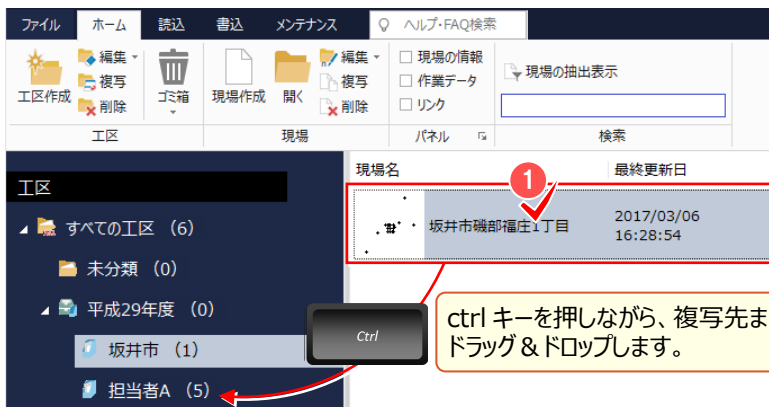 ファイル ホーム 読込 書込 メンテナンス ヘルプ・FAQ検索
工区作成 編集 複写 削除 ゴミ箱 現場作成 開く 編集 複写 削除 現場の情報 作業データ リンク 現場の抽出表示
工区 現場 パネル 検索
工区
現場名 最終更新日
1
すべての工区 (6)
坂井市磯部福庄1丁目 2017/03/06
16:28:54
未分類 (0)
平成29年度 (0)
Ctrl
ctrl キーを押しながら、複写先ま
ドラッグ&ドロップします。
坂井市 (1)
担当者A (5)